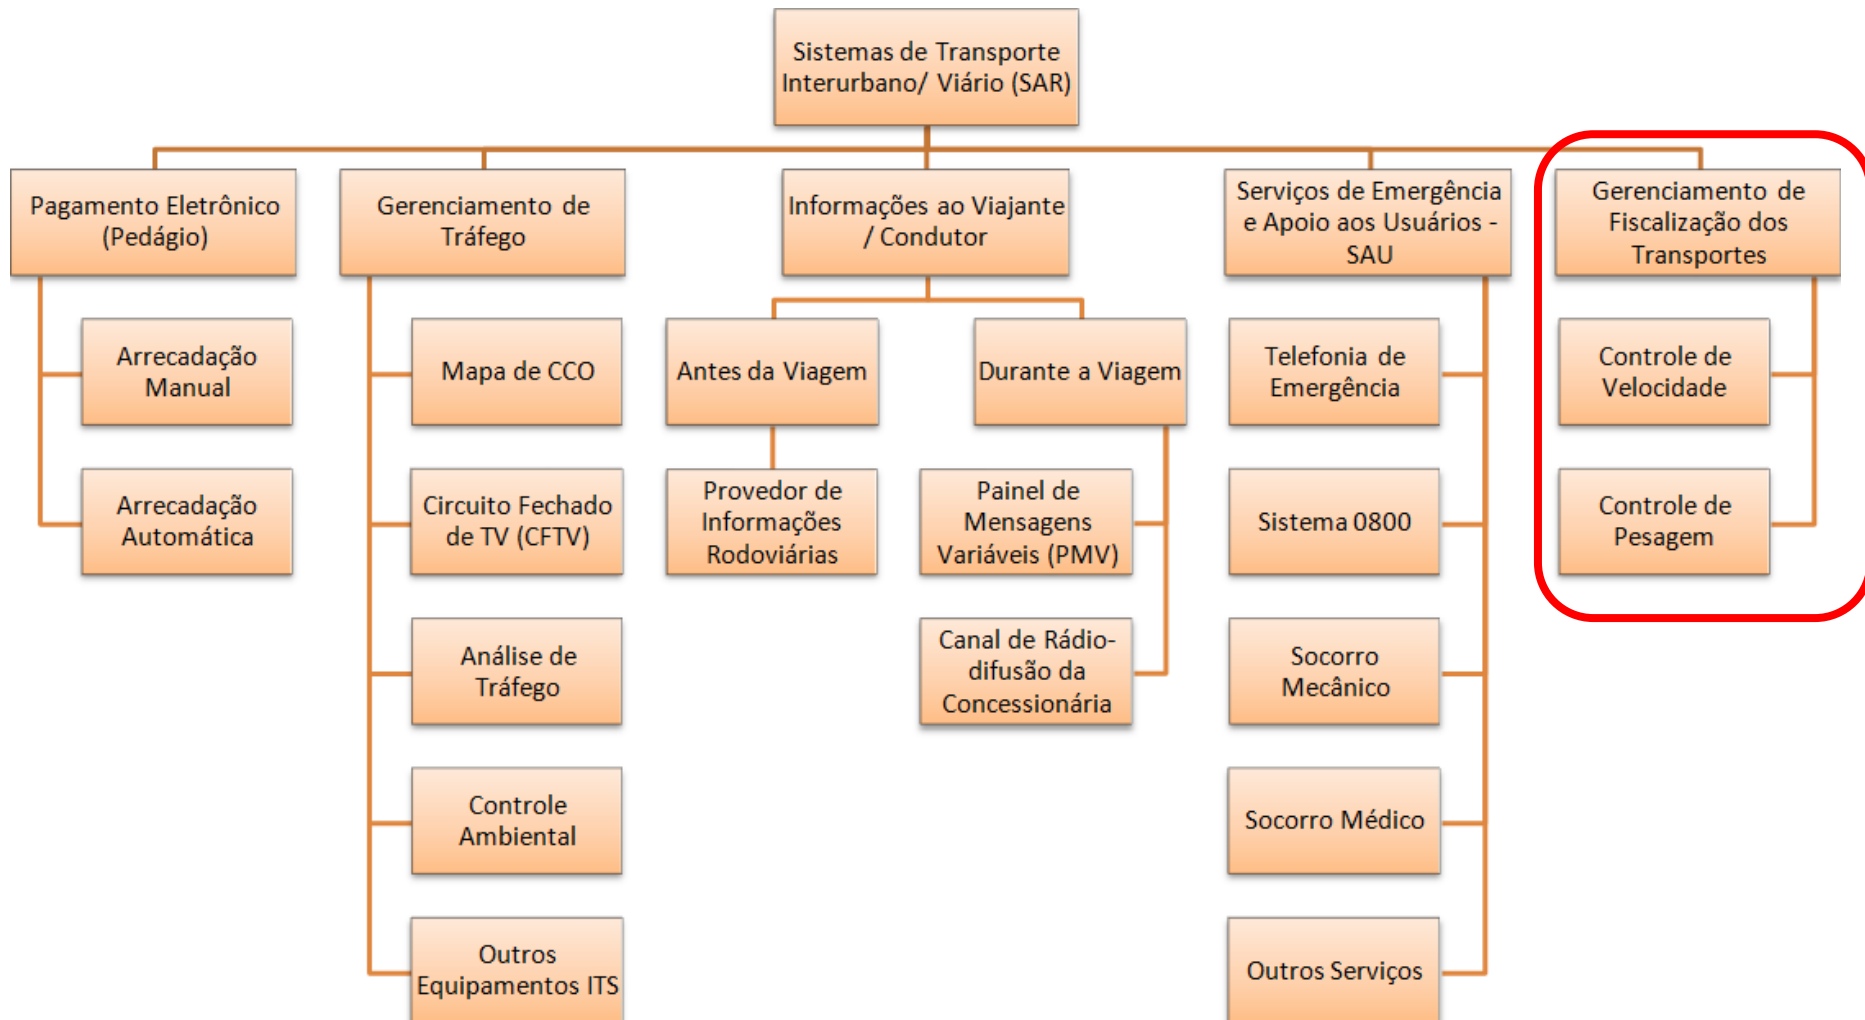 Sistemas de Transporte
Interurbano/ Viário (SAR)
Pagamento Eletrônico
(Pedágio)
Arrecadação
Manual
Arrecadação
Automática
Gerenciamento de
Tráfego
Mapa de CCO
Circuito Fechado
de TV (CFTV)
Análise de
Tráfego
Controle
Ambiental
Outros
Equipamentos ITS
Informações ao Viajante
/ Condutor
Antes da Viagem
Provedor de
Informações
Rodoviárias
Durante a Viagem
Painel de
Mensagens
Variáveis (PMV)
Canal de Rádio-
difusão da
Concessionária
Serviços de Emergência
e Apoio aos Usuários -
SAU
Telefonia de
Emergência
Sistema 0800
Socorro
Mecânico
Socorro Médico
Outros Serviços
Gerenciamento de
Fiscalização dos
Transportes
Controle de
Velocidade
Controle de
Pesagem